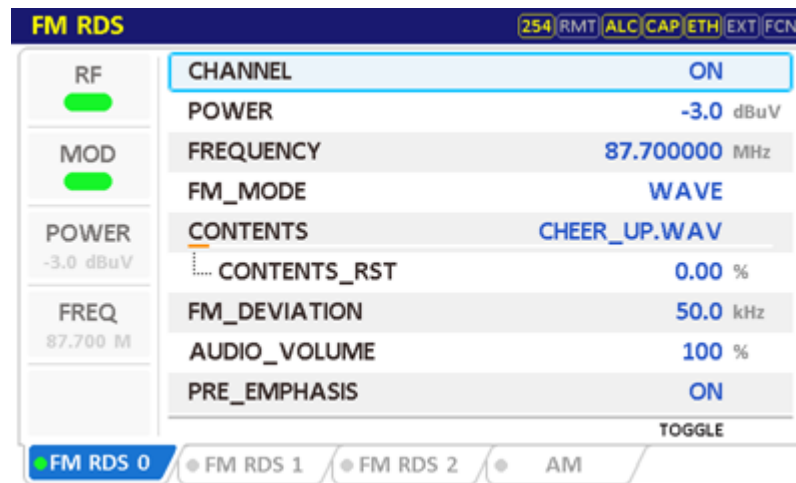 FM RDS 254 RMT ALC CAP ETH EXT FCN
RF
MOD
POWER
-3.0 dBuV
FREQ
87.700 M
CHANNEL ON
POWER -3.0 dBuV
FREQUENCY 87.700000 MHz
FM_MODE WAVE
CONTENTS CHEER_UP.WAV
CONTENTS_RST 0.00 %
FM_DEVIATION 50.0 kHz
AUDIO_VOLUME 100 %
PRE_EMPHASIS ON
TOGGLE
FM RDS 0 FM RDS 1 FM RDS 2 AM